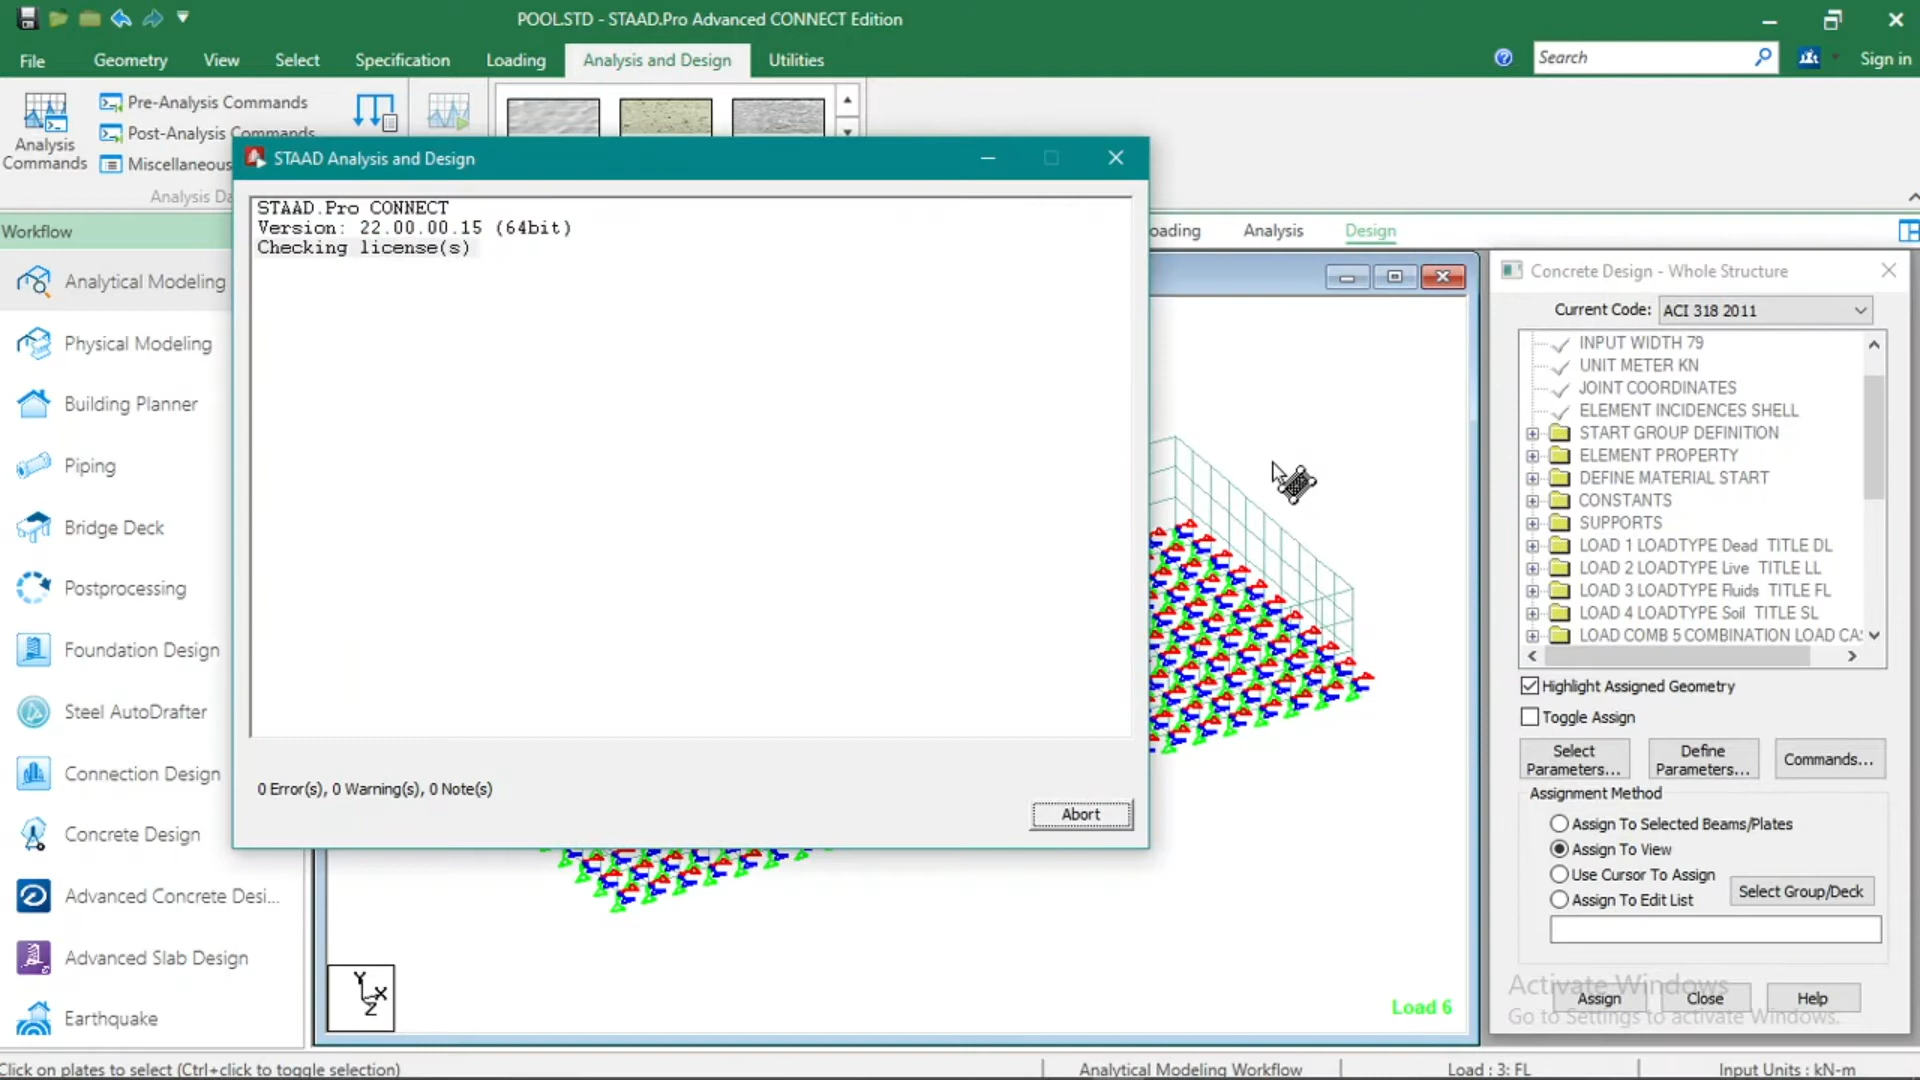 POOL.STD - STAAD.Pro Advanced CONNECT Edition
File
Geometry
View
Select
Specification
Loading
Analysis and Design
Utilities
Search
Sign in
Analysis Commands
Pre-Analysis Commands
Post-Analysis Commands
Miscellaneous
Analysis Da
STAAD Analysis and Design
STAAD.Pro CONNECT
Version: 22.00.00.15 (64bit)
Checking license(s)
0 Error(s), 0 Warning(s), 0 Note(s)
Abort
Workflow
Analytical Modeling
Physical Modeling
Building Planner
Piping
Bridge Deck
Postprocessing
Foundation Design
Steel AutoDrafter
Connection Design
Concrete Design
Advanced Concrete Desi...
Advanced Slab Design
Earthquake
oading
Analysis
Design
Y
X
Z
Load 6
Concrete Design - Whole Structure
Current Code: ACI 318 2011
INPUT WIDTH 79
UNIT METER KN
JOINT COORDINATES
ELEMENT INCIDENCES SHELL
START GROUP DEFINITION
ELEMENT PROPERTY
DEFINE MATERIAL START
CONSTANTS
SUPPORTS
LOAD 1 LOADTYPE Dead TITLE DL
LOAD 2 LOADTYPE Live TITLE LL
LOAD 3 LOADTYPE Fluids TITLE FL
LOAD 4 LOADTYPE Soil TITLE SL
LOAD COMB 5 COMBINATION LOAD CA
Highlight Assigned Geometry
Toggle Assign
Select Parameters...
Define Parameters...
Commands...
Assignment Method
Assign To Selected Beams/Plates
Assign To View
Use Cursor To Assign
Assign To Edit List
Select Group/Deck
Assign
Close
Help
Activate Windows
Go to Settings to activate Windows.
Click on plates to select (Ctrl+click to toggle selection)
Analytical Modeling Workflow
Load : 3: FL
Input Units : kN-m